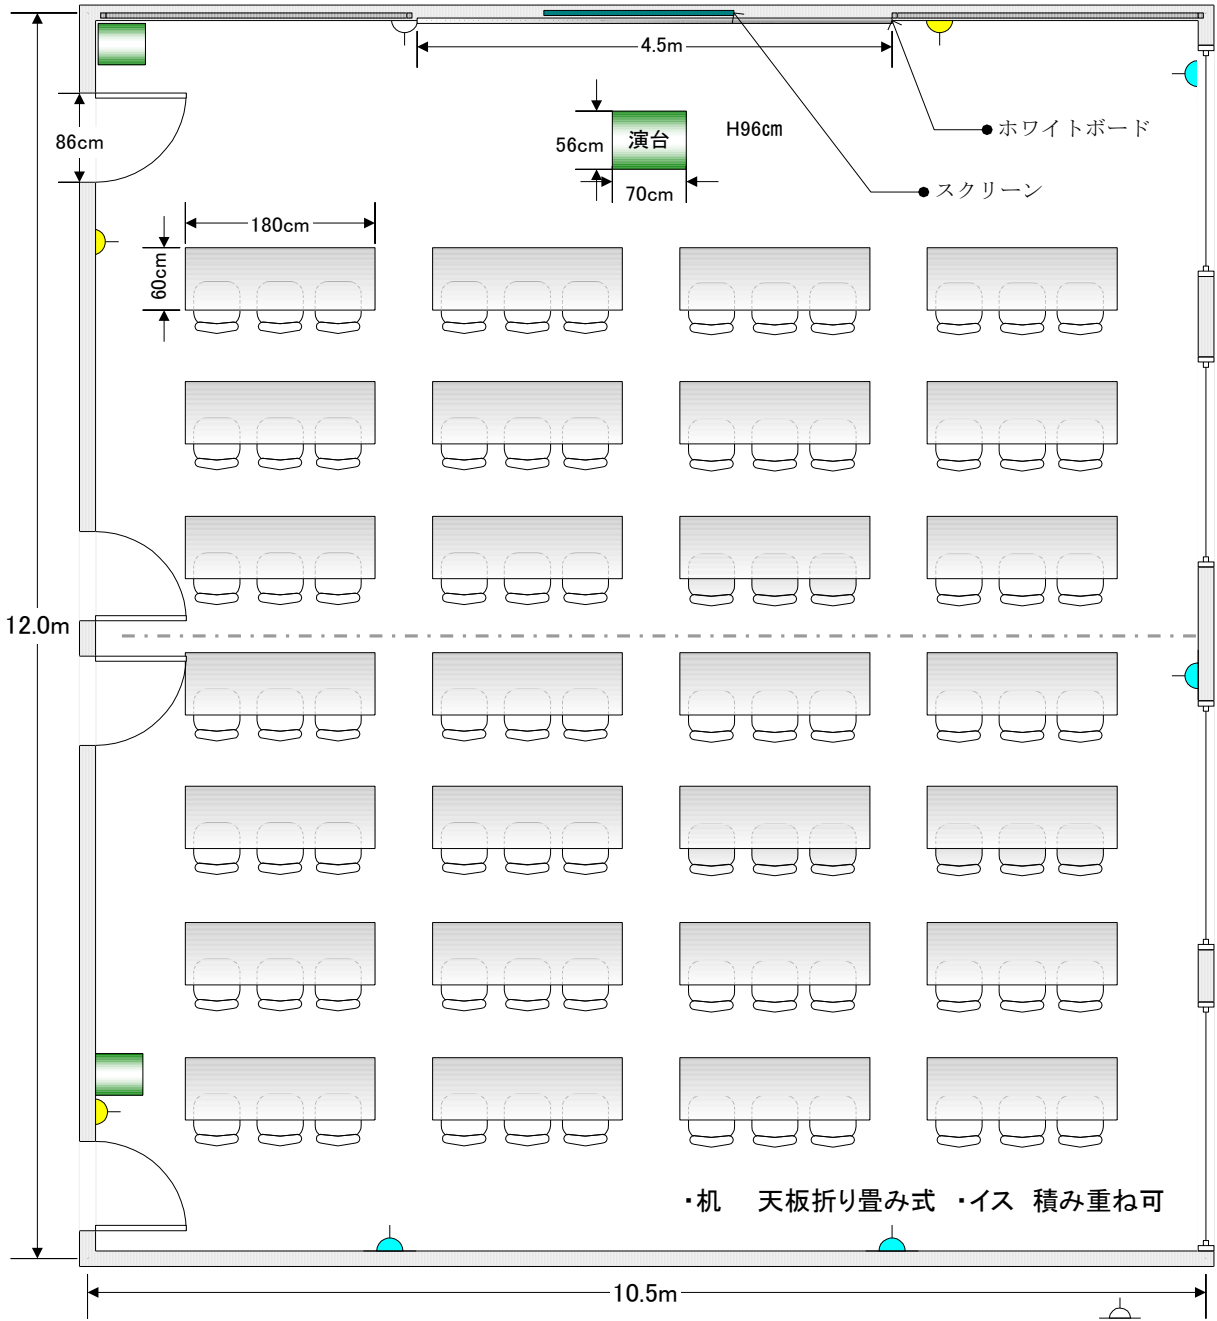 4.5m
86cm
56cm
演台
H96cm
ホワイトボード
70cm
スクリーン
180cm
60cm
12.0m
・机　天板折り畳み式　・イス　積み重ね可
10.5m